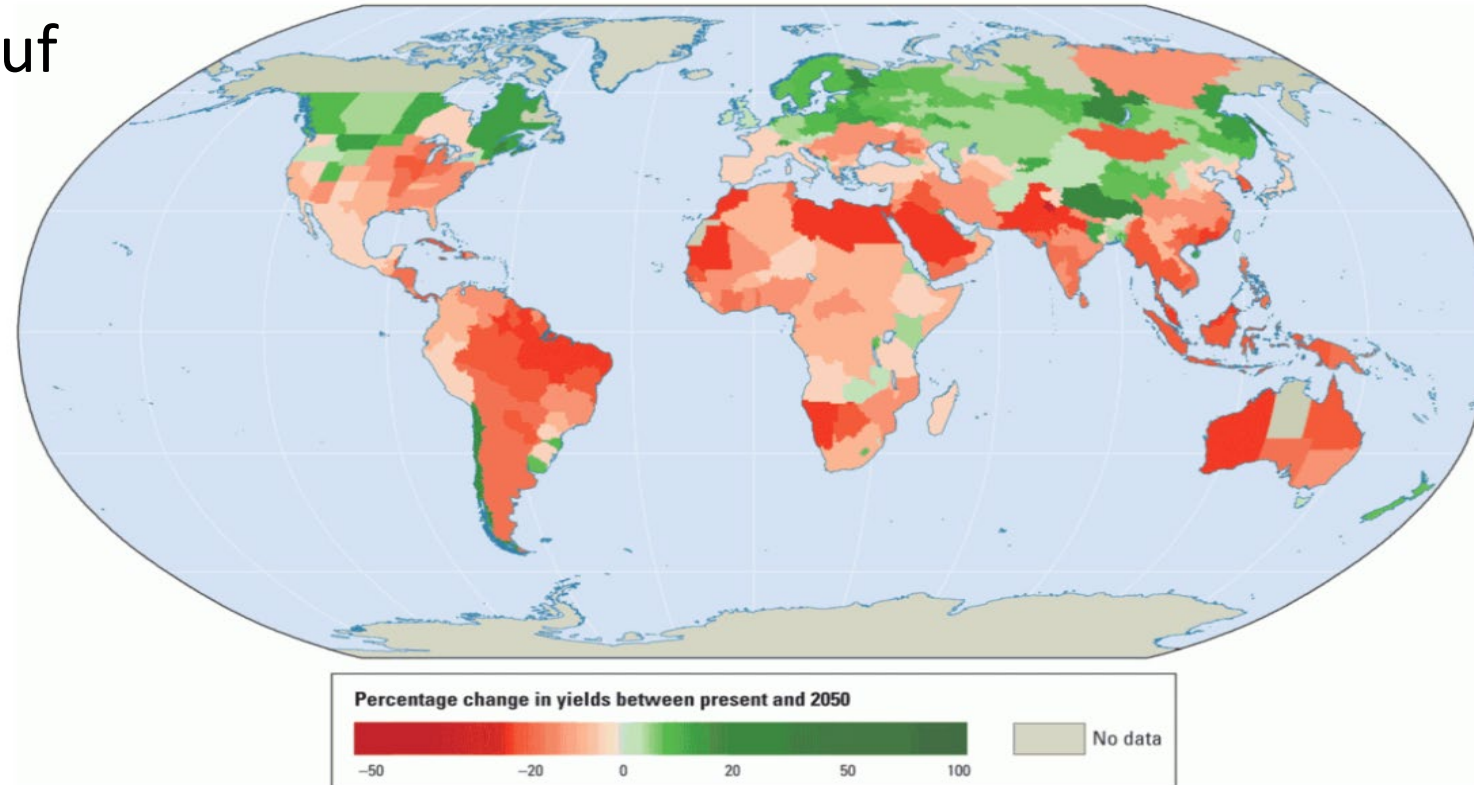 uf
Percentage change in yields between present and 2050
No data
–50 –20 0 20 50 100